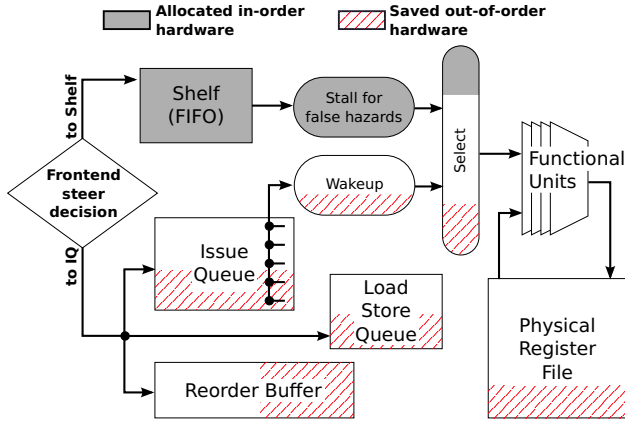 Allocated in-order
hardware
Saved out-of-order
hardware
to Shelf
Shelf
(FIFO)
Stall for
false hazards
Select
Frontend
steer
decision
Wakeup
Functional
Units
to IQ
Issue
Queue
Load
Store
Queue
Physical
Register
File
Reorder Buffer